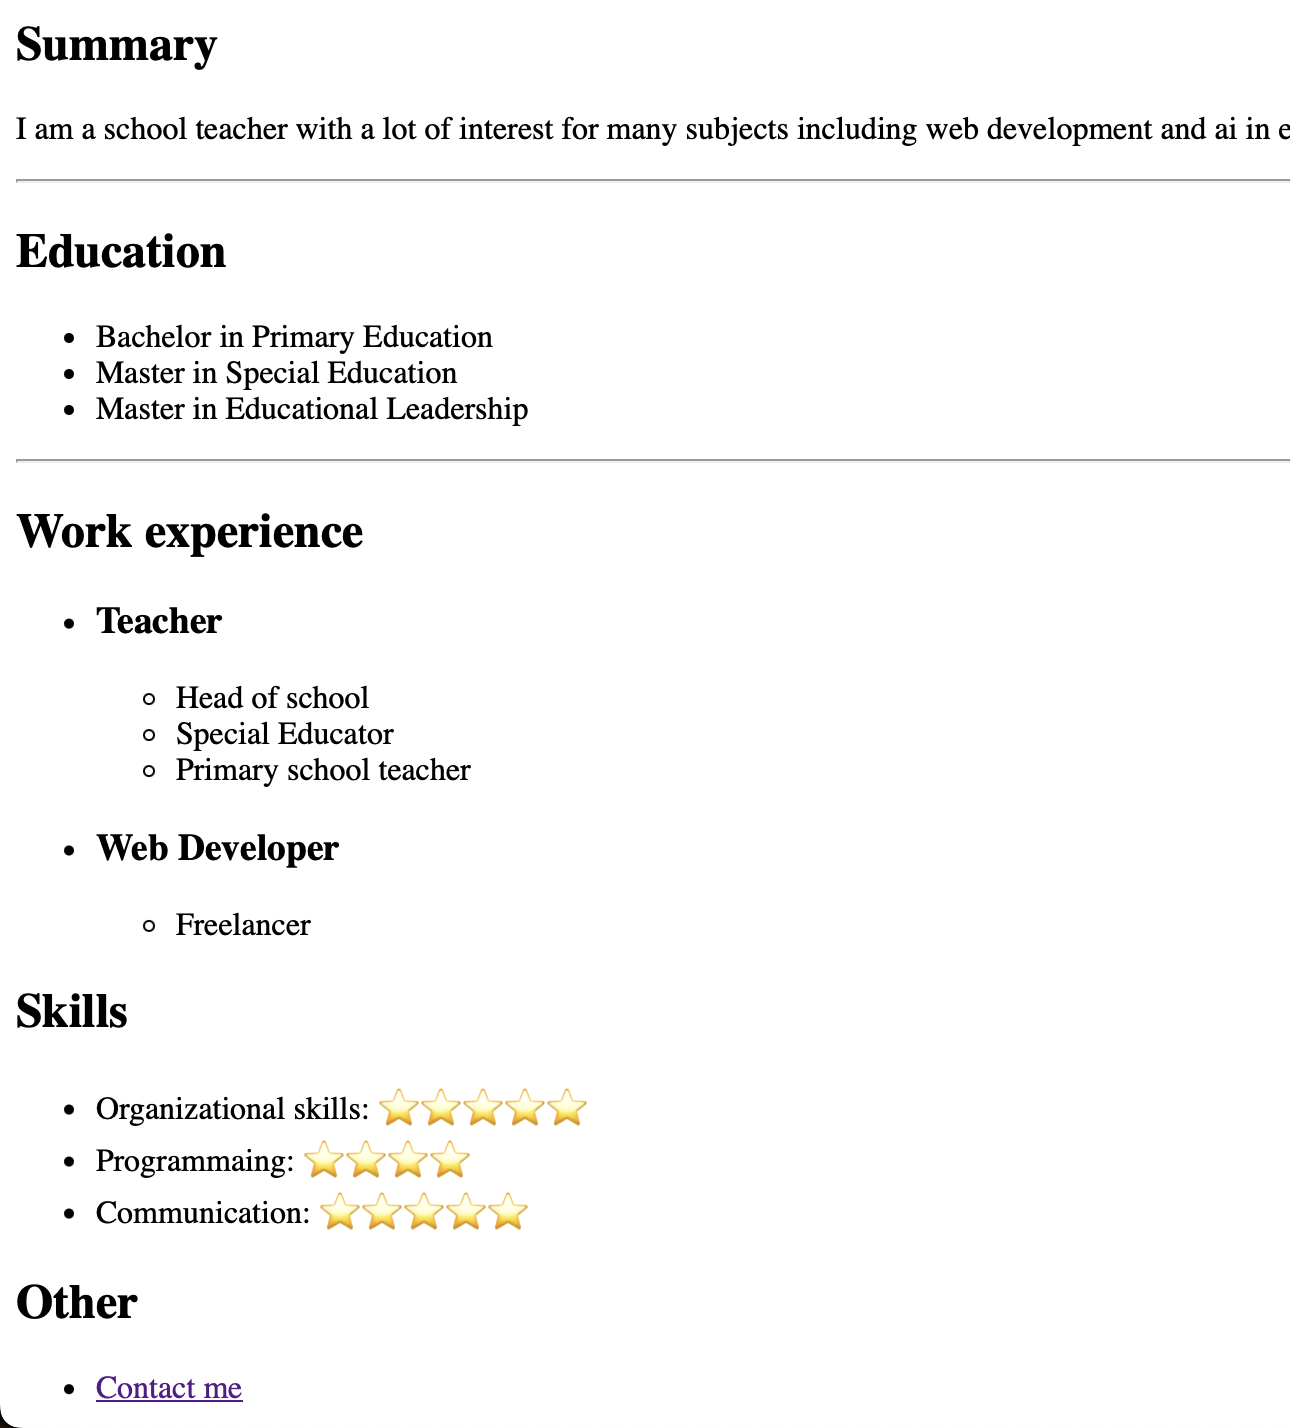 Summary
I am a school teacher with a lot of interest for many subjects including web development and ai in
Education
Bachelor in Primary Education
Master in Special Education
Master in Educational Leadership
Work experience
Teacher
Head of school
Special Educator
Primary school teacher
Web Developer
Freelancer
Skills
Organizational skills: ⭐⭐⭐⭐⭐
Programmaing: ⭐⭐⭐⭐
Communication: ⭐⭐⭐⭐⭐
Other
Contact me